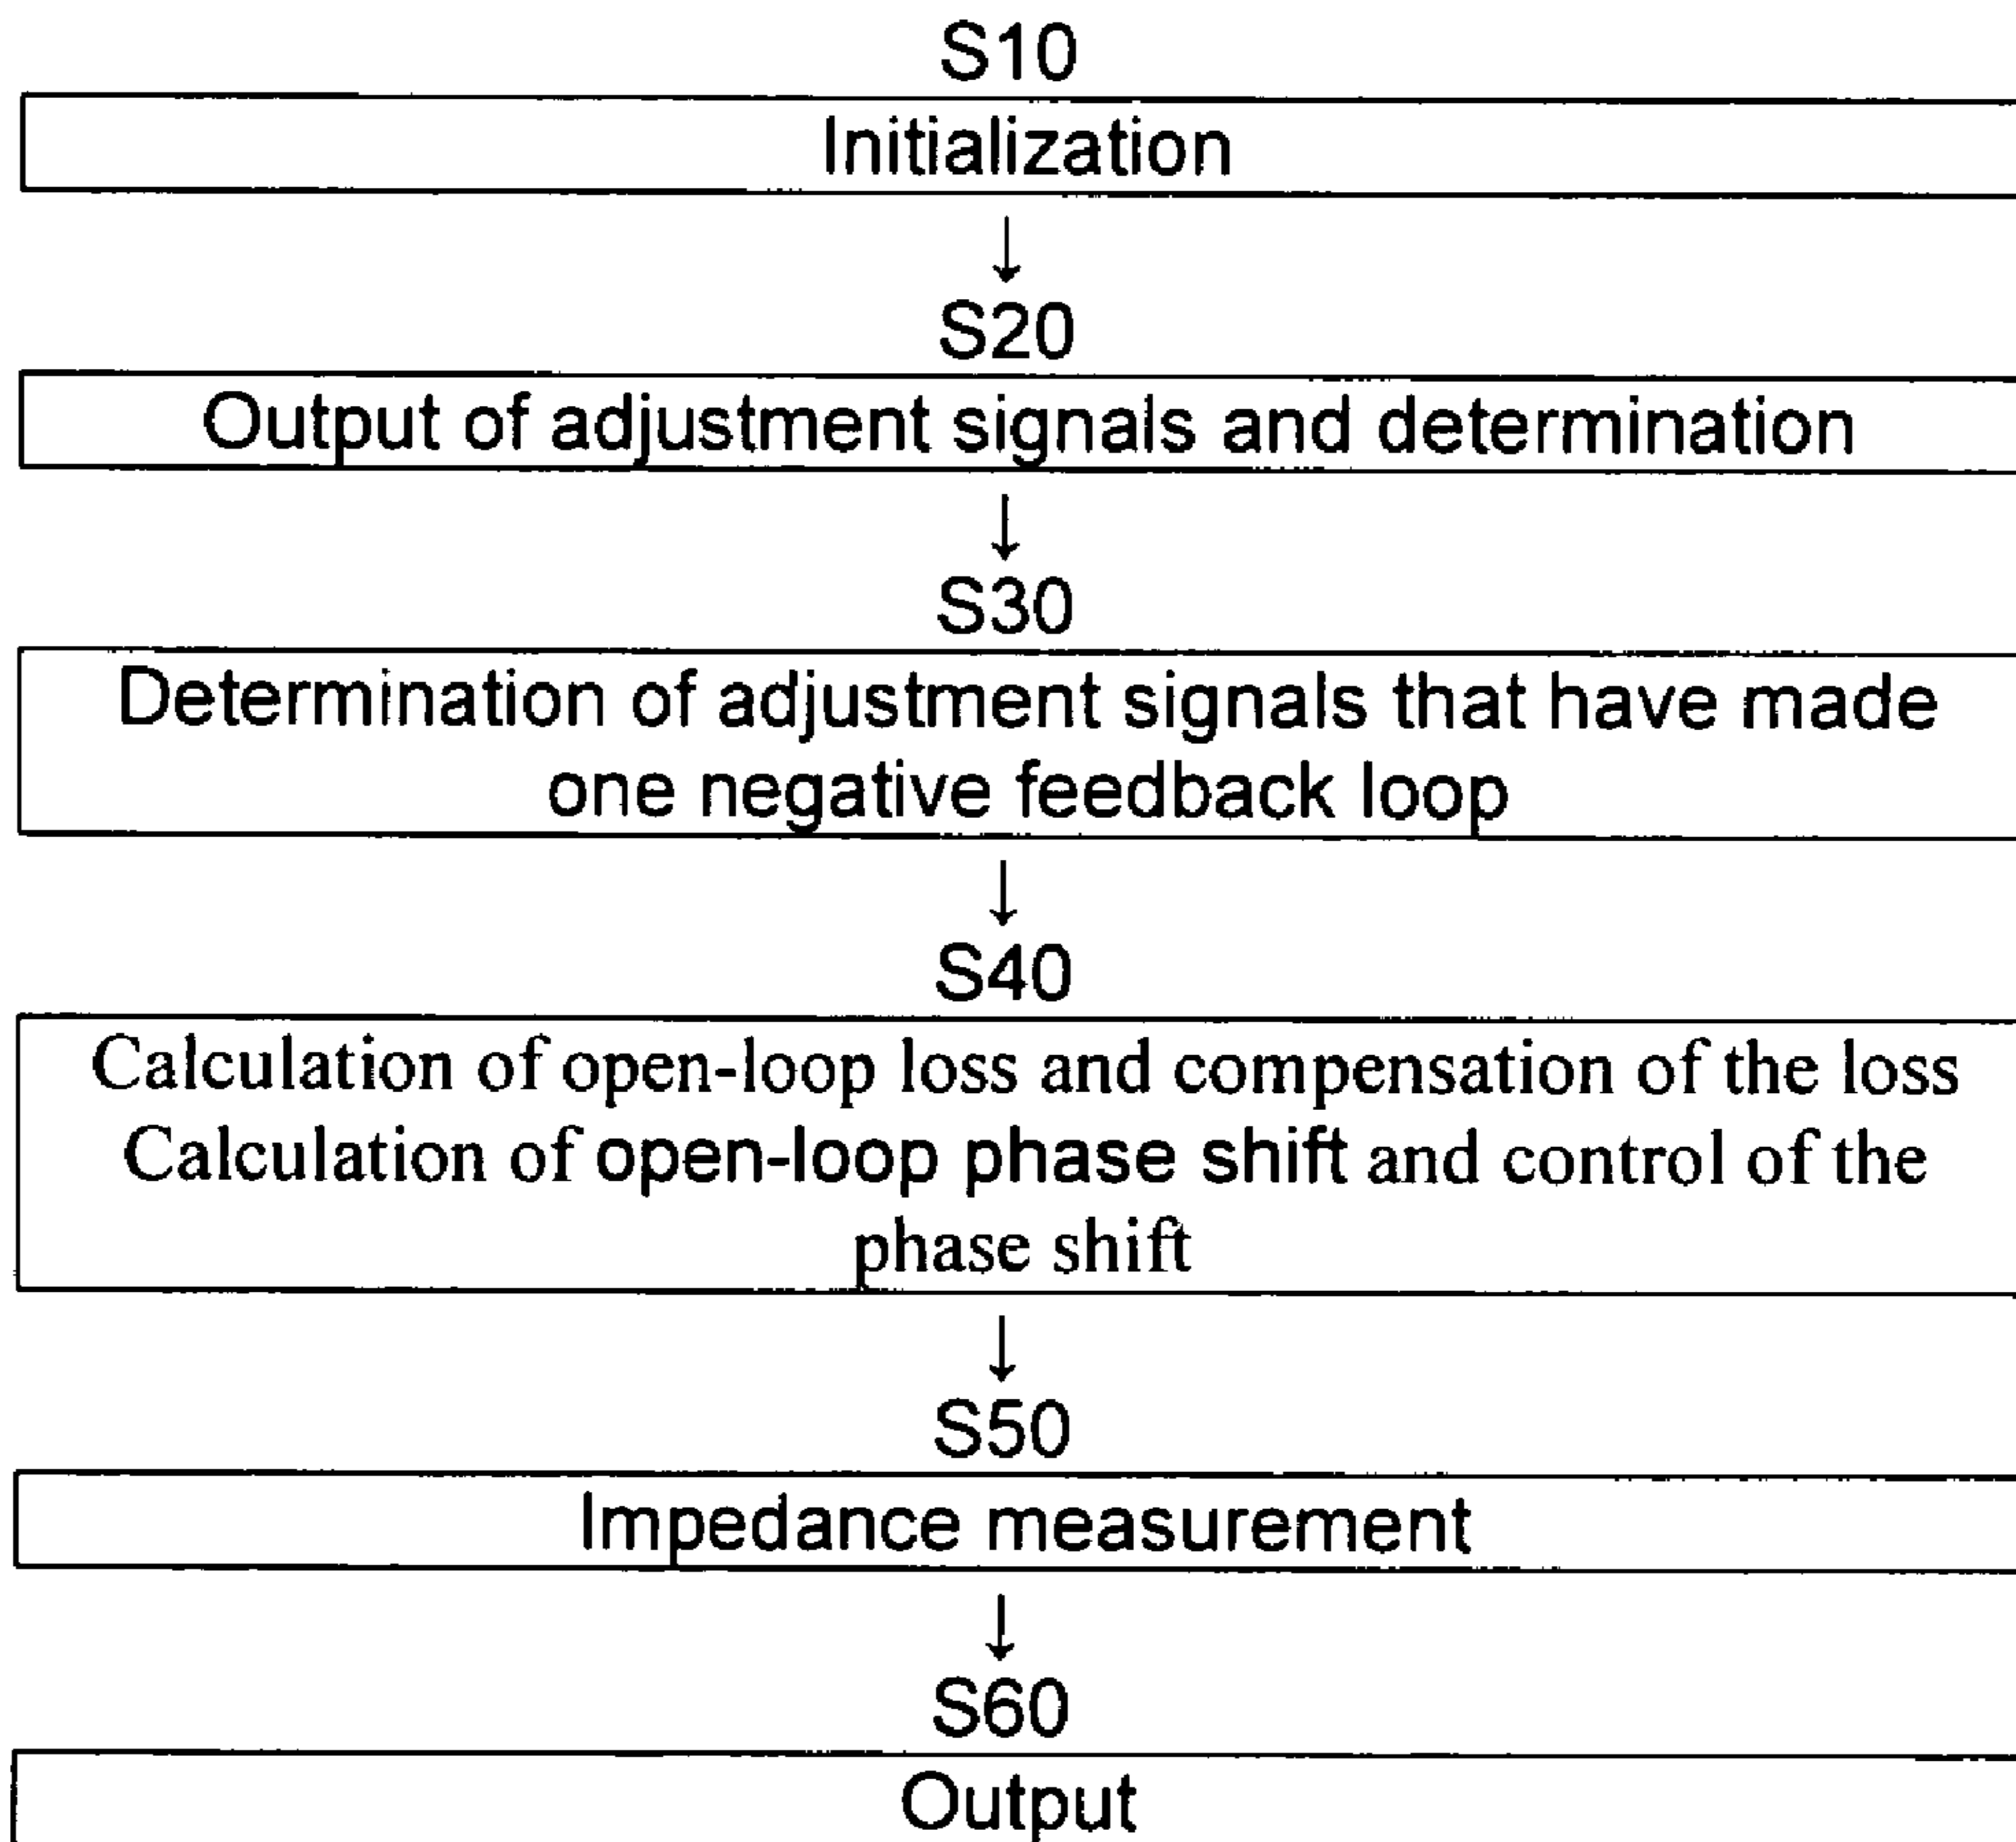 S10
Initialization
↓
S20
Output of adjustment signals and determination
↓
S30
Determination of adjustment signals that have made
one negative feedback loop
↓
S40
Calculation of open-loop loss and compensation of the loss
Calculation of open-loop phase shift and control of the
phase shift
↓
S50
Impedance measurement
↓
S60
Output